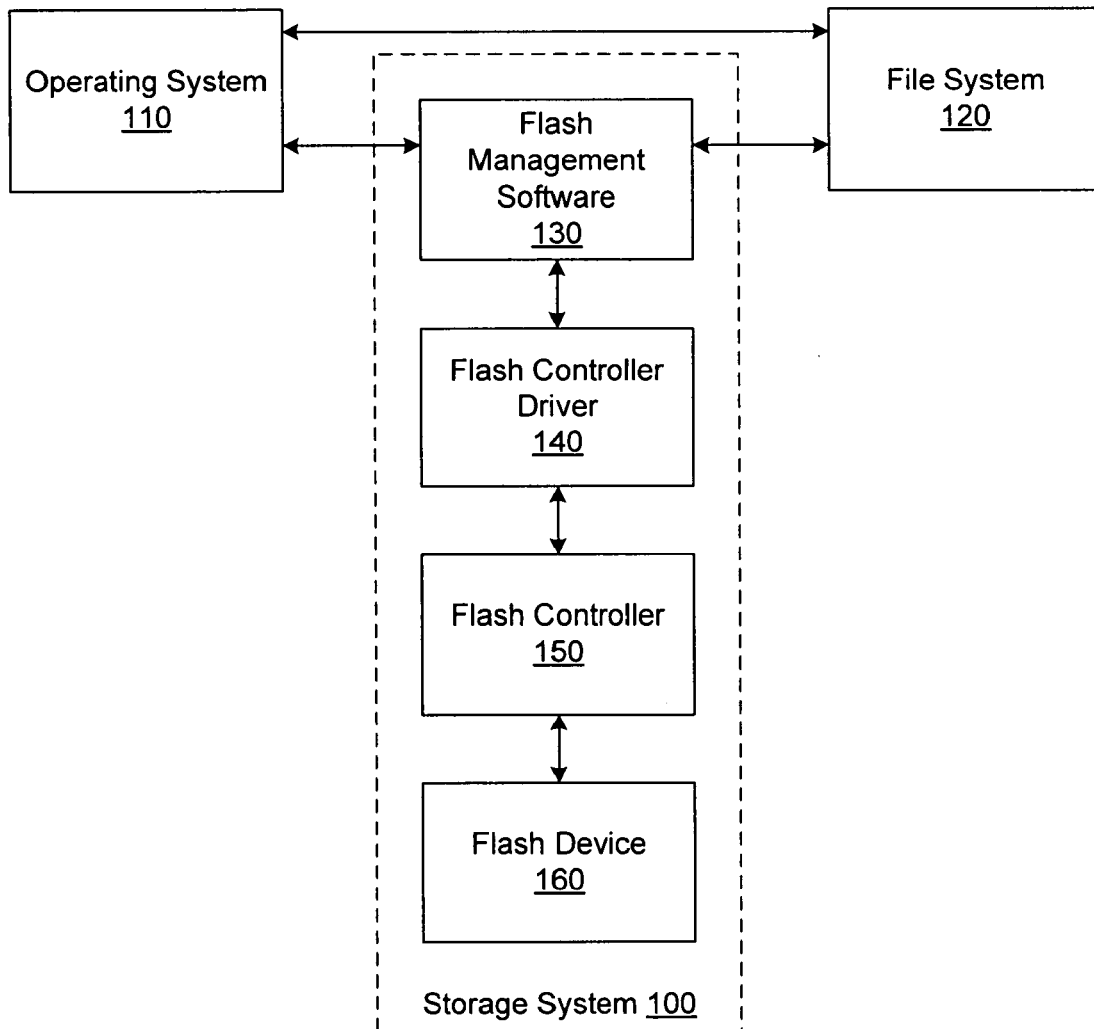 Operating System
110
File System
120
Flash
Management
Software
130
Flash Controller
Driver
140
Flash Controller
150
Flash Device
160
Storage System 100